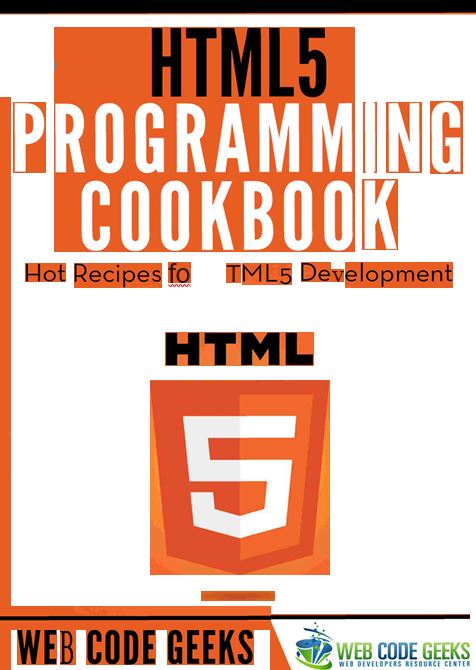 HTML5
PROGRAMMING
COOKBOOK
Hot Recipes fo TML5 Development
HTML
5
WEB CODE GEEKS
WEB CODE GEEKS
WEB DEVELOPERS RESOURCE CENTER